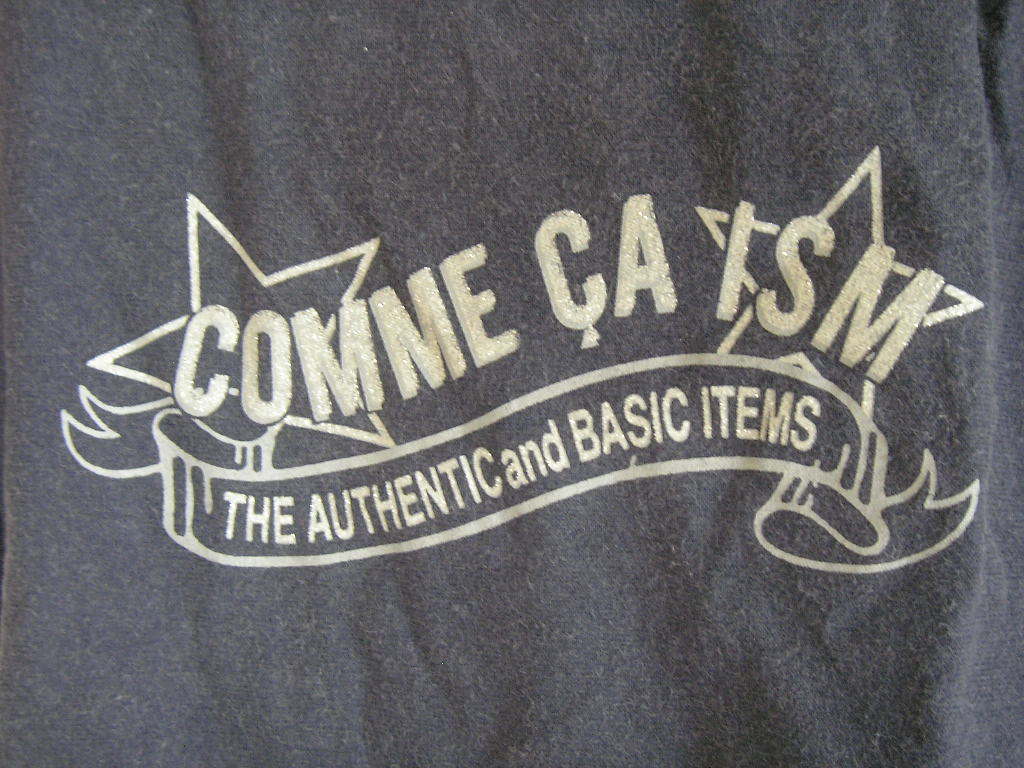 COMME ÇA ISM
THE AUTHENTIC and BASIC ITEMS